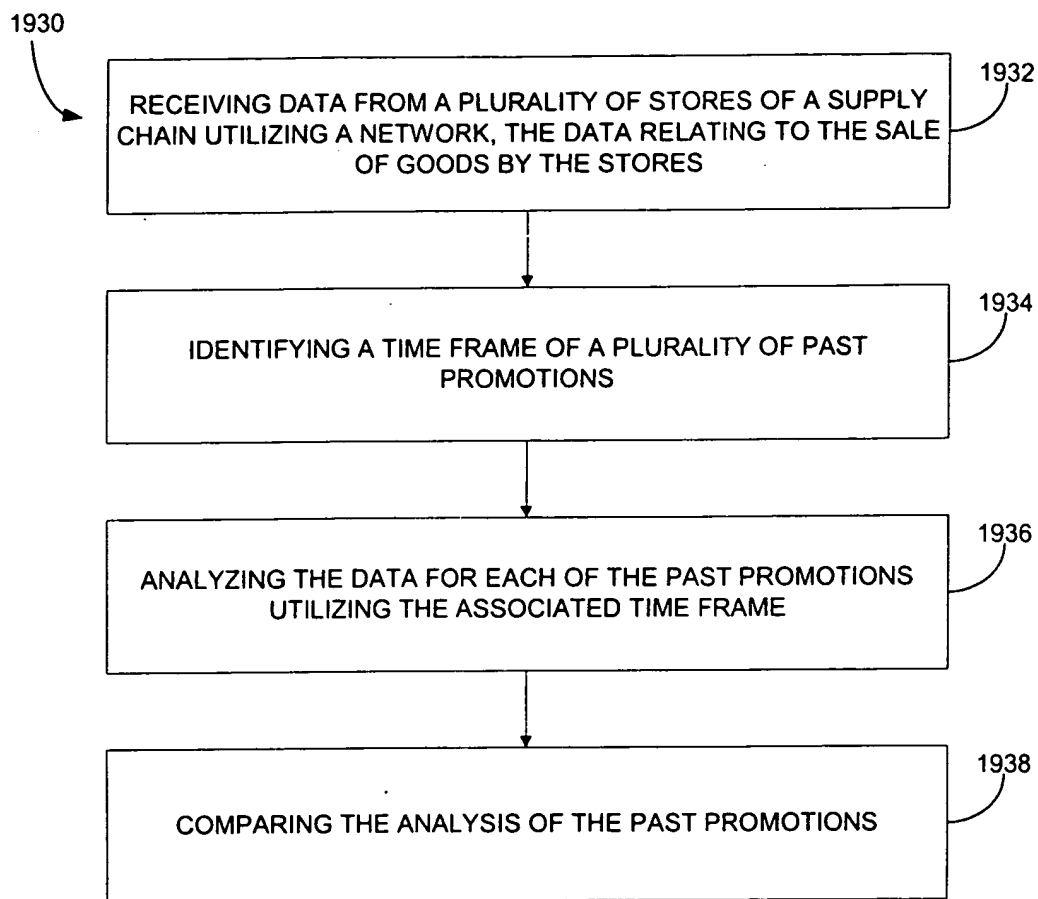 1930
1932
RECEIVING DATA FROM A PLURALITY OF STORES OF A SUPPLY
CHAIN UTILIZING A NETWORK, THE DATA RELATING TO THE SALE
OF GOODS BY THE STORES
1934
IDENTIFYING A TIME FRAME OF A PLURALITY OF PAST
PROMOTIONS
1936
ANALYZING THE DATA FOR EACH OF THE PAST PROMOTIONS
UTILIZING THE ASSOCIATED TIME FRAME
1938
COMPARING THE ANALYSIS OF THE PAST PROMOTIONS